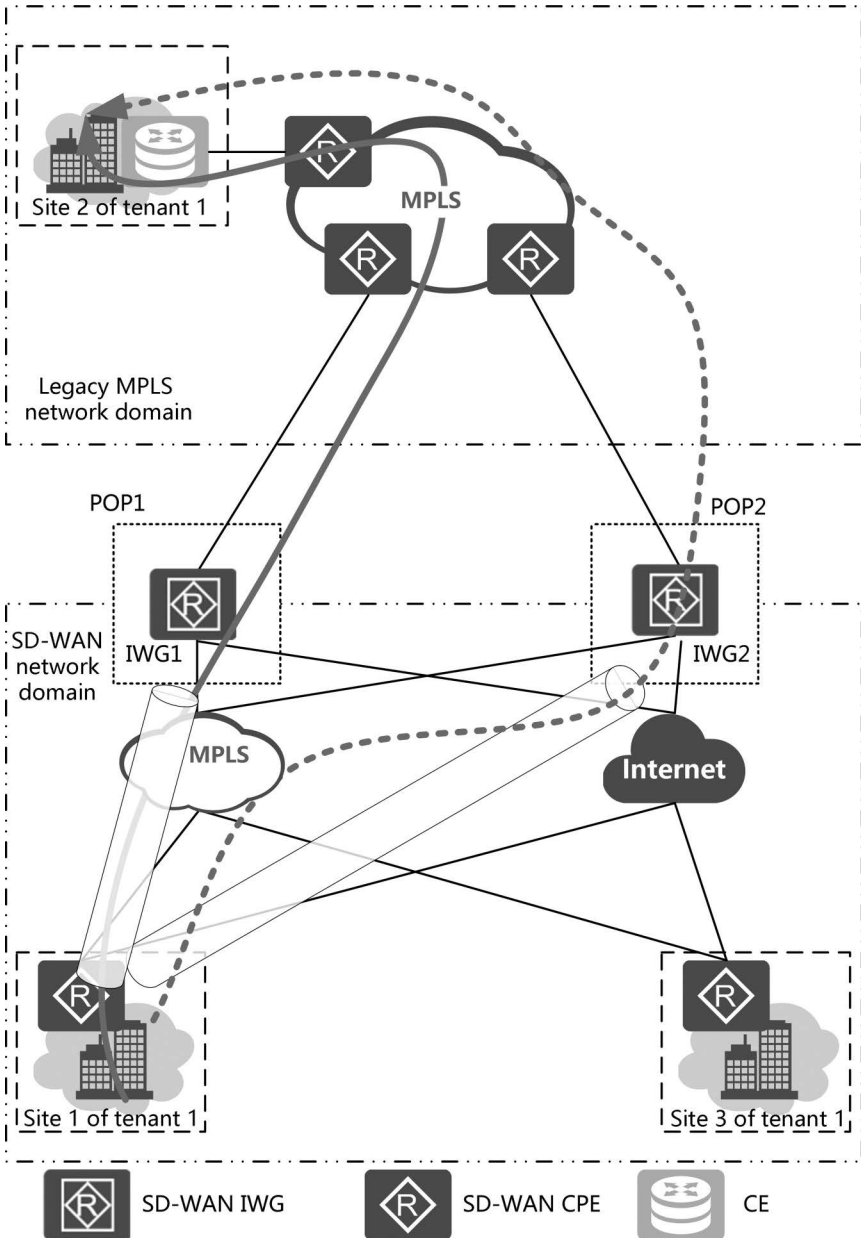 R
MPLS
Site 2 of tenant 1
R
R
Legacy MPLS
network domain
POP1
POP2
R
R
SD-WAN
network
domain
IWG1
IWG2
MPLS
Internet
R
R
Site 1 of tenant 1
Site 3 of tenant 1
R
SD-WAN IWG
R
SD-WAN CPE
CE